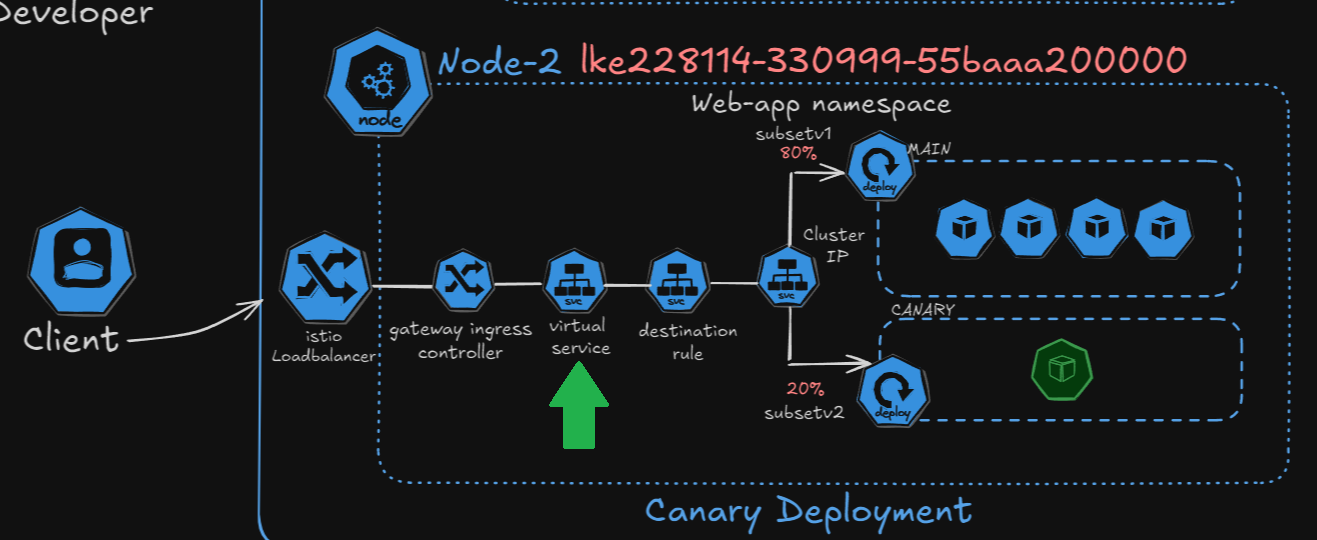 Developer
Node-2 lke228114-330999-55baaa200000
node
Web-app namespace
subsetv1
80%
MAIN
deploy
Cluster
IP
svc
svc
svc
Client
istio
Loadbalancer
gateway ingress
controller
virtual
service
destination
rule
CANARY
20%
subsetv2
deploy
Canary Deployment